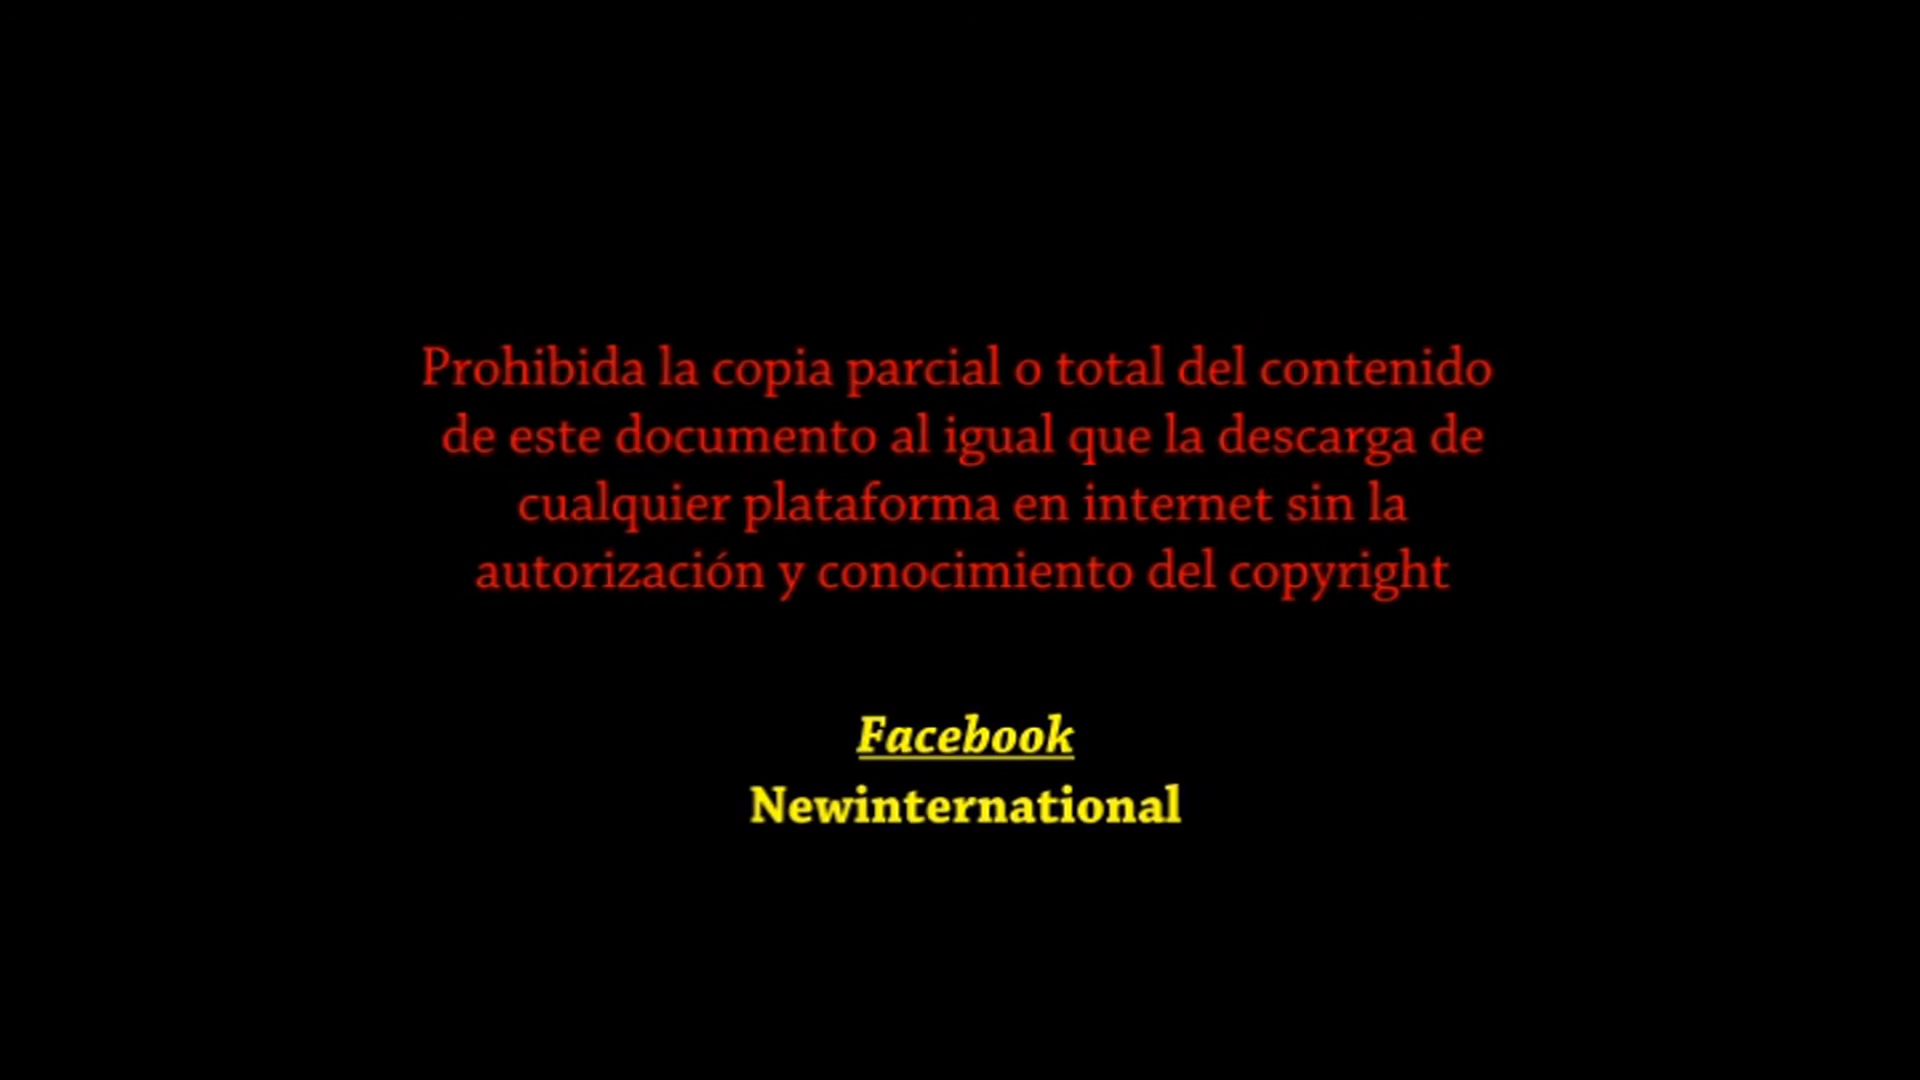 Prohibida la copia parcial o total del contenido
de este documento al igual que la descarga de
cualquier plataforma en internet sin la
autorización y conocimiento del copyright
Facebook
Newinternational